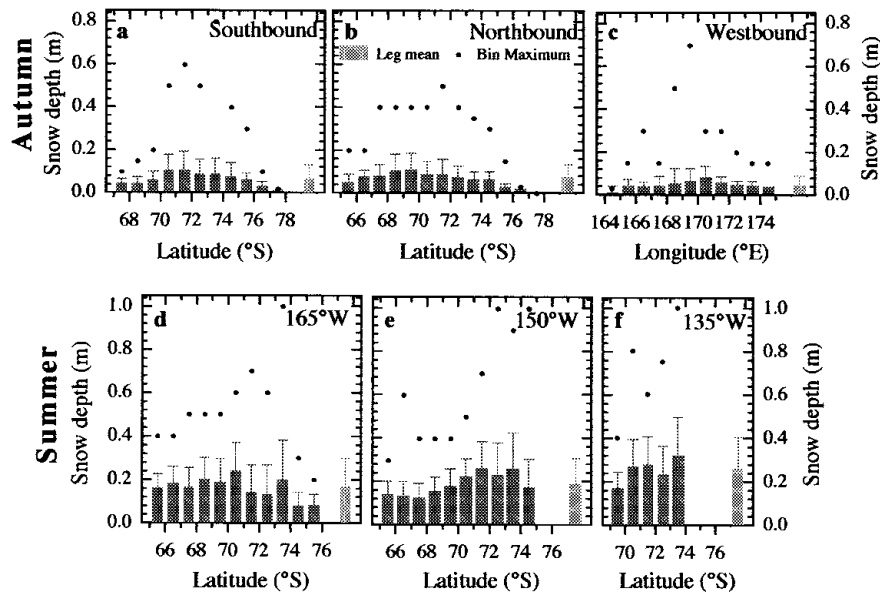 Autumn
Snow depth (m)
0.8
0.6
0.4
0.2
0.0
a
Southbound
68 70 72 74 76 78
Latitude (°S)
b
Northbound
Leg mean
Bin Maximum
66 68 70 72 74 76 78
Latitude (°S)
c
Westbound
164 166 168 170 172 174
Longitude (°E)
0.8
0.6
0.4
0.2
0.0
Snow depth (m)
Summer
Snow depth (m)
1.0
0.8
0.6
0.4
0.2
0.0
d
165°W
66 68 70 72 74 76
Latitude (°S)
e
150°W
66 68 70 72 74 76
Latitude (°S)
f
135°W
70 72 74 76
Latitude (°S)
1.0
0.8
0.6
0.4
0.2
0.0
Snow depth (m)